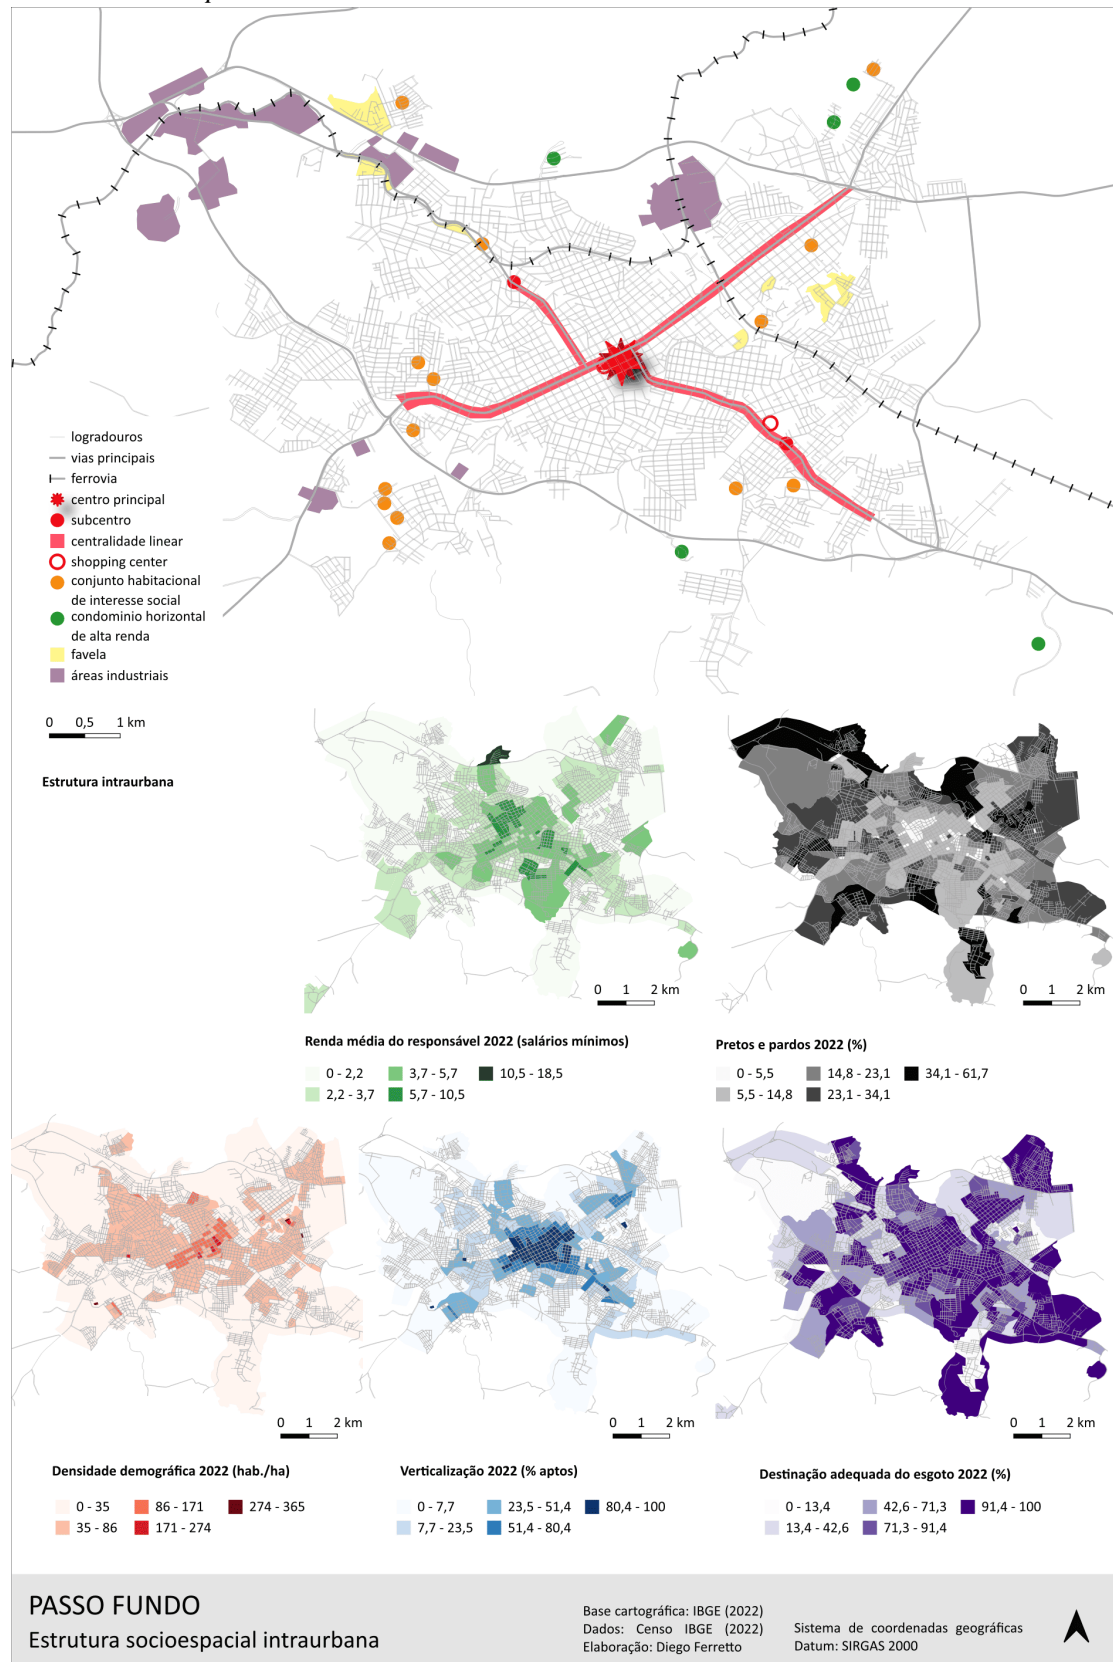 logradouros
vias principais
ferrovia
centro principal
subcentro
centralidade linear
shopping center
conjunto habitacional
de interesse social
condominio horizontal
de alta renda
favela
áreas industriais
0 0,5 1 km
Estrutura intraurbana
0 1 2 km
0 1 2 km
Renda média do responsável 2022 (salários mínimos)
0 - 2,2 3,7 - 5,7 10,5 - 18,5
2,2 - 3,7 5,7 - 10,5
Pretos e pardos 2022 (%)
0 - 5,5 14,8 - 23,1 34,1 - 61,7
5,5 - 14,8 23,1 - 34,1
0 1 2 km
0 1 2 km
0 1 2 km
Densidade demográfica 2022 (hab./ha)
0 - 35 86 - 171 274 - 365
35 - 86 171 - 274
Verticalização 2022 (% aptos)
0 - 7,7 23,5 - 51,4 80,4 - 100
7,7 - 23,5 51,4 - 80,4
Destinação adequada do esgoto 2022 (%)
0 - 13,4 42,6 - 71,3 91,4 - 100
13,4 - 42,6 71,3 - 91,4
PASSO FUNDO
Estrutura socioespacial intraurbana
Base cartográfica: IBGE (2022)
Dados: Censo IBGE (2022)
Elaboração: Diego Ferretto
Sistema de coordenadas geográficas
Datum: SIRGAS 2000